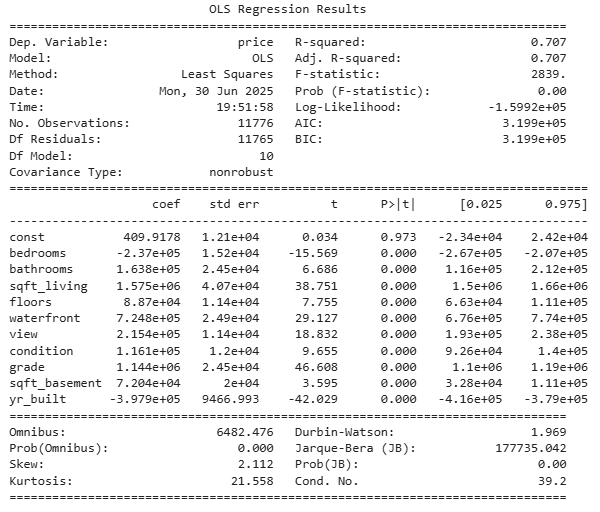 OLS Regression Results
==============================================================================
Dep. Variable:                  price   R-squared:                       0.707
Model:                            OLS   Adj. R-squared:                  0.707
Method:                 Least Squares   F-statistic:                     2839.
Date:                Mon, 30 Jun 2025   Prob (F-statistic):               0.00
Time:                        19:51:58   Log-Likelihood:            -1.5992e+05
No. Observations:               11776   AIC:                         3.199e+05
Df Residuals:                   11765   BIC:                         3.199e+05
Df Model:                          10
Covariance Type:            nonrobust
=================================================================================
                    coef    std err          t      P>|t|      [0.025      0.975]
---------------------------------------------------------------------------------
const           409.9178   1.21e+04      0.034      0.973   -2.34e+04    2.42e+04
bedrooms       -2.37e+05   1.52e+04    -15.569      0.000   -2.67e+05   -2.07e+05
bathrooms      1.638e+05   2.45e+04      6.686      0.000    1.16e+05    2.12e+05
sqft_living    1.575e+06   4.07e+04     38.751      0.000     1.5e+06    1.66e+06
floors          8.87e+04   1.14e+04      7.755      0.000    6.63e+04    1.11e+05
waterfront     7.248e+05   2.49e+04     29.127      0.000    6.76e+05    7.74e+05
view           2.154e+05   1.14e+04     18.832      0.000    1.93e+05    2.38e+05
condition      1.161e+05    1.2e+04      9.655      0.000    9.26e+04     1.4e+05
grade          1.144e+06   2.45e+04     46.608      0.000     1.1e+06    1.19e+06
sqft_basement  7.204e+04      2e+04      3.595      0.000    3.28e+04    1.11e+05
yr_built      -3.979e+05   9466.993    -42.029      0.000   -4.16e+05   -3.79e+05
==============================================================================
Omnibus:                     6482.476   Durbin-Watson:                   1.969
Prob(Omnibus):                  0.000   Jarque-Bera (JB):           177735.042
Skew:                           2.112   Prob(JB):                         0.00
Kurtosis:                      21.558   Cond. No.                         39.2
==============================================================================